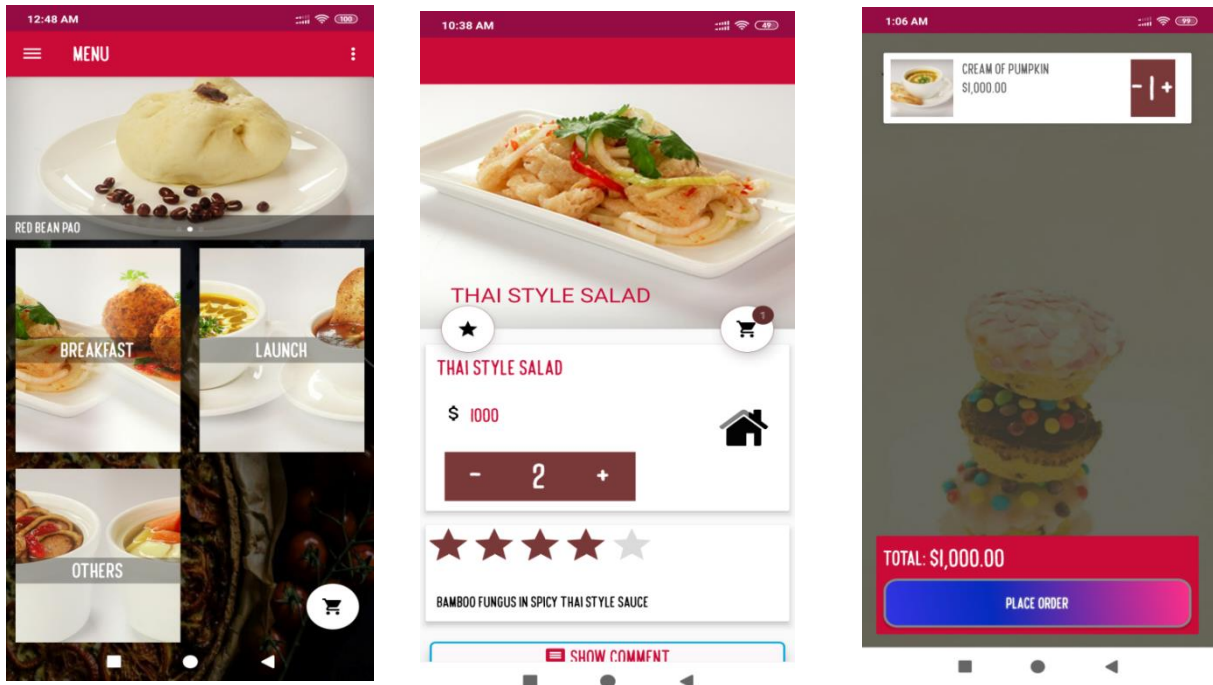 12:48 AM
100
MENU
RED BEAN PAO
BREAKFAST
LAUNCH
OTHERS
10:38 AM
49
THAI STYLE SALAD
1
THAI STYLE SALAD
$ 1000
- 2 +
BAMBOO FUNGUS IN SPICY THAI STYLE SAUCE
SHOW COMMENT
1:06 AM
99
CREAM OF PUMPKIN
$1,000.00
- 1 +
TOTAL: $1,000.00
PLACE ORDER